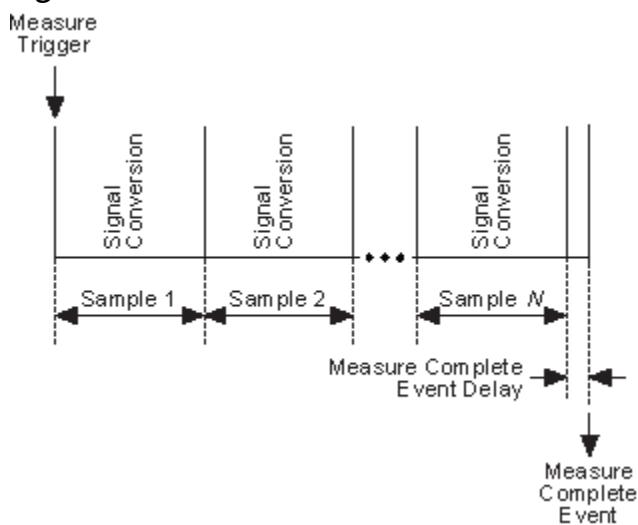 Measure
Trigger
Signal
Conversion
Signal
Conversion
Signal
Conversion
Sample 1
Sample 2
Sample N
Measure Complete
Event Delay
Measure
Complete
Event